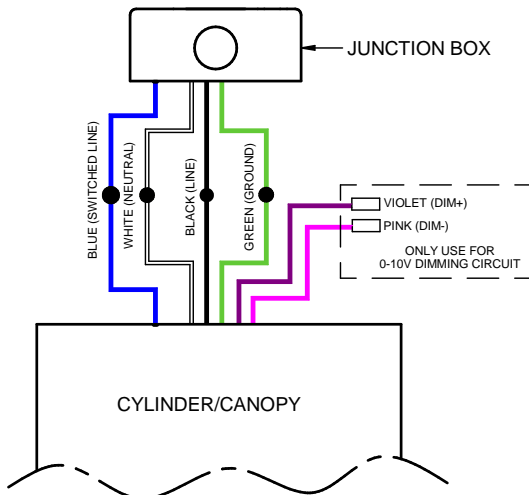 JUNCTION BOX
BLUE (SWITCHED LINE)
WHITE (NEUTRAL)
BLACK (LINE)
GREEN (GROUND)
VIOLET (DIM+)
PINK (DIM-)
ONLY USE FOR
0-10V DIMMING CIRCUIT
CYLINDER/CANOPY